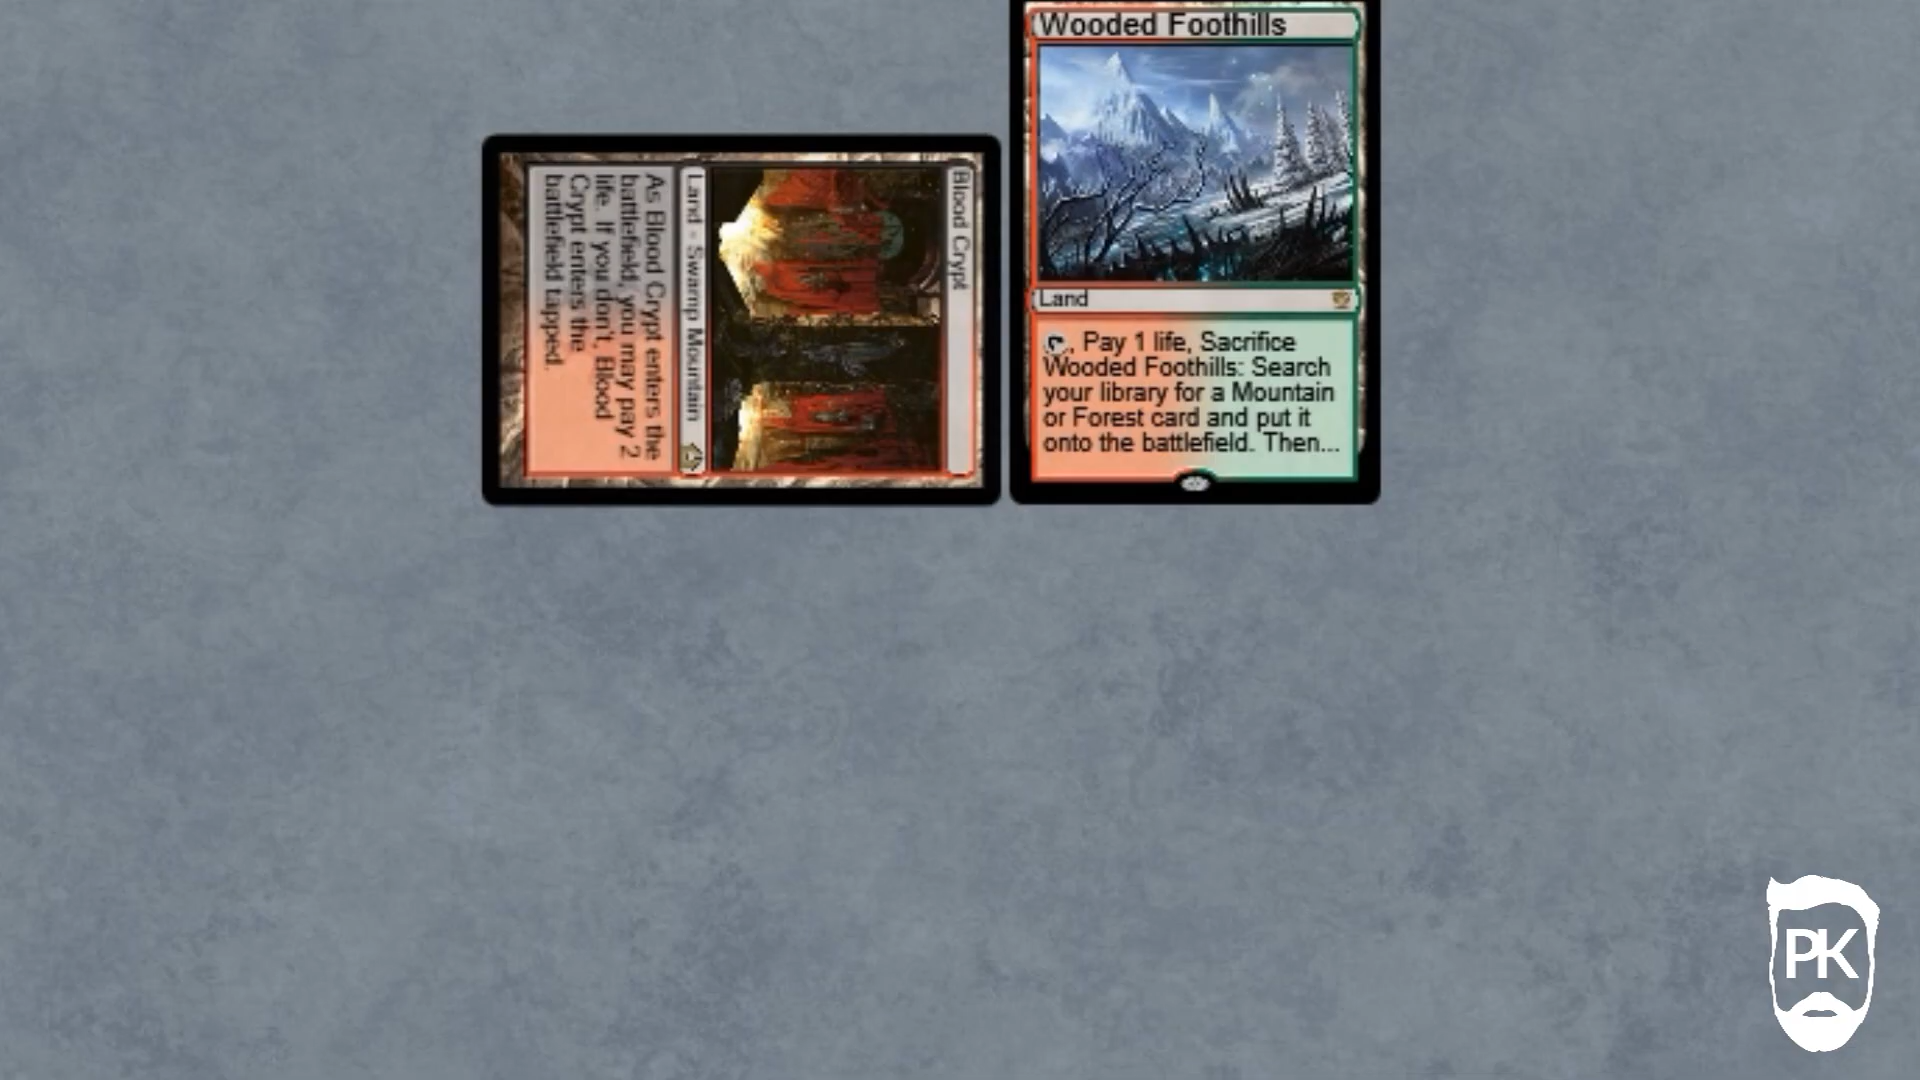 Wooded Foothills
Land
, Pay 1 life, Sacrifice
Wooded Foothills: Search
your library for a Mountain
or Forest card and put it
onto the battlefield. Then...
Blood Crypt
Land - Swamp Mountain
As Blood Crypt enters the
battlefield, you may pay 2
life. If you don't, Blood
Crypt enters the
battlefield tapped.
PK